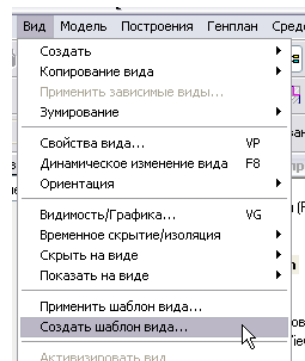 Вид Модель Построения Генплан
Создать
Копирование вида
Применить зависимые виды...
Зумирование
Свойства вида... VP
Динамическое изменение вида F8
Ориентация
Видимость/Графика... VG
Временное скрытие/изоляция
Скрыть на виде
Показать на виде
Применить шаблон вида...
Создать шаблон вида...
Активизировать вид